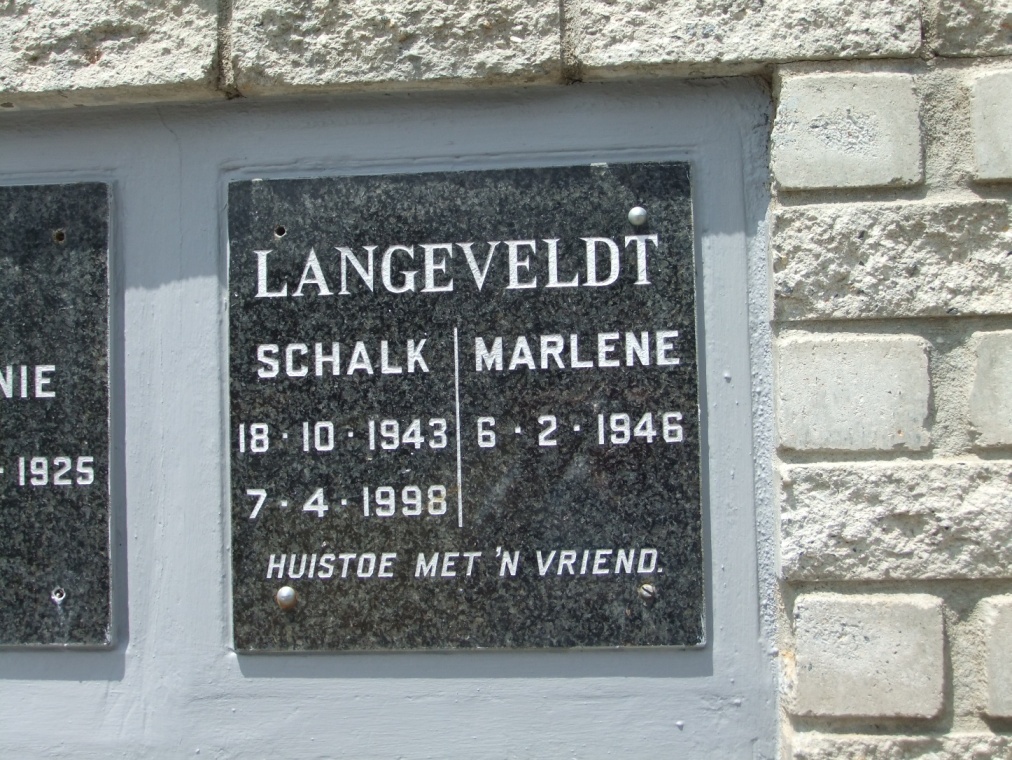 NIE
1925
LANGEVELDT
SCHALK MARLENE
18 · 10 · 1943 6 · 2 · 1946
7 · 4 · 1998
HUISTOE MET 'N VRIEND.